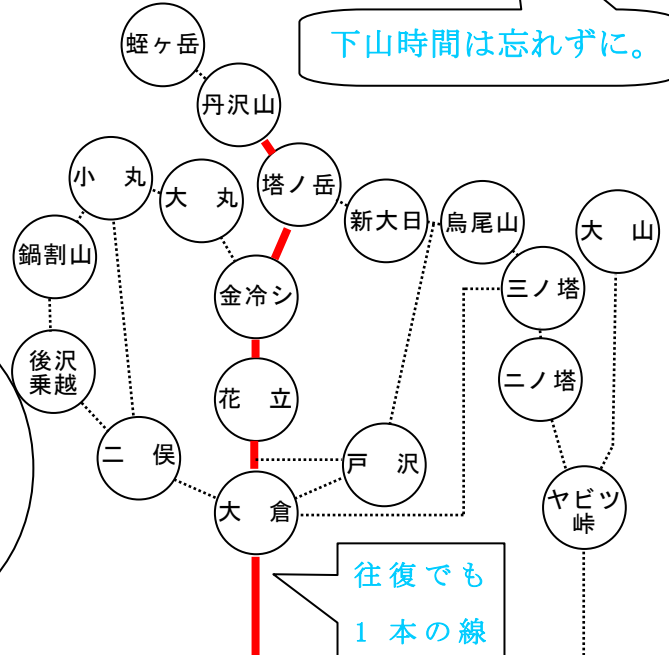 下山時間は忘れずに。
蛭ヶ岳
丹沢山
小 丸
大 丸
塔ノ岳
新大日
烏尾山
大 山
鍋割山
金冷シ
三ノ塔
後沢
乗越
花 立
二ノ塔
二 俣
戸 沢
大 倉
ヤビツ
峠
往復でも
1 本の線